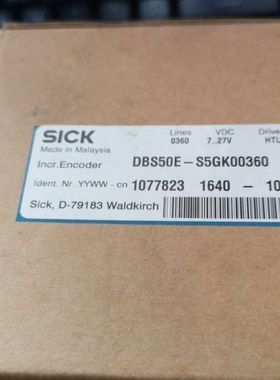 SICK
Made in Malaysia
Lines VDC Drive
0360 7..27V HTL
Incr.Encoder DBS50E-S5GK00360
Ident. Nr. YYWW - cn 1077823 1640 - 10
Sick, D-79183 Waldkirch